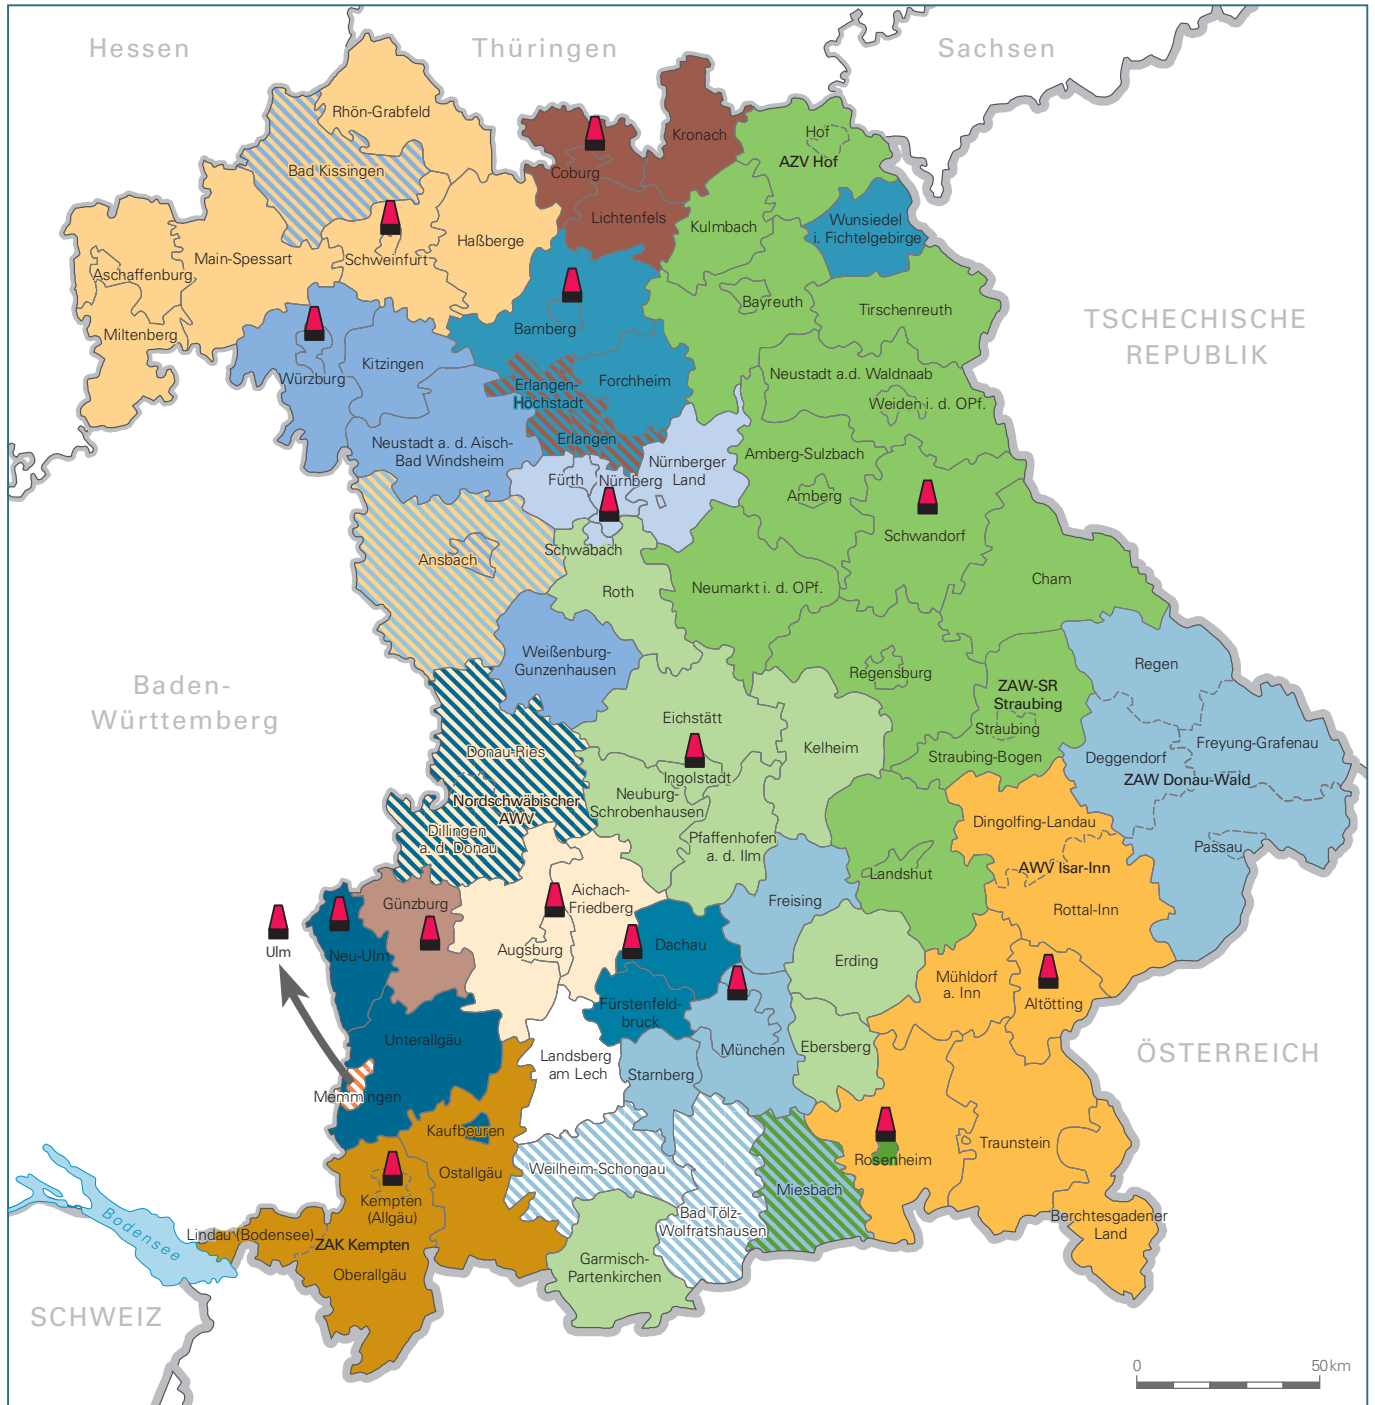 Hessen
Thüringen
Sachsen
Rhön-Grabfeld
Kronach
Hof
AZV Hof
Bad Kissingen
Coburg
Lichtenfels
Kulmbach
Wunsiedel
i. Fichtelgebirge
Haßberge
Main-Spessart
Schweinfurt
Aschaffenburg
Bayreuth
Tirschenreuth
TSCHECHISCHE
REPUBLIK
Miltenberg
Bamberg
Kitzingen
Würzburg
Forchheim
Erlangen-
Höchstadt
Neustadt a.d. Waldnaab
Weiden i. d. OPf.
Erlangen
Neustadt a. d. Aisch-
Bad Windsheim
Amberg-Sulzbach
Nürnberger
Land
Fürth
Nürnberg
Amberg
Schwandorf
Schwabach
Ansbach
Cham
Roth
Neumarkt i. d. OPf.
Weißenburg-
Gunzenhausen
Regensburg
Regen
Baden-
Württemberg
ZAW-SR
Straubing
Straubing
Eichstätt
Kelheim
Donau-Ries
Straubing-Bogen
Deggendorf
Freyung-Grafenau
ZAW Donau-Wald
Ingolstadt
Neuburg-
Schrobenhausen
Nordschwäbischer
AWV
Dillingen
a. d. Donau
Pfaffenhofen
a. d. Ilm
Dingolfing-Landau
Passau
AWV Isar-Inn
Landshut
Rottal-Inn
Günzburg
Aichach-
Friedberg
Freising
Ulm
Neu-Ulm
Augsburg
Dachau
Erding
Mühldorf
a. Inn
Altötting
Fürstenfeld-
bruck
Unterallgäu
Landsberg
am Lech
München
Ebersberg
ÖSTERREICH
Starnberg
Memmingen
Kaufbeuren
Traunstein
Rosenheim
Ostallgäu
Weilheim-Schongau
Miesbach
Kempten
(Allgäu)
Bad Tölz-
Wolfratshausen
Berchtesgadener
Land
Bodensee
Lindau (Bodensee)
ZAK Kempten
Oberallgäu
Garmisch-
Partenkirchen
SCHWEIZ
0
50 km